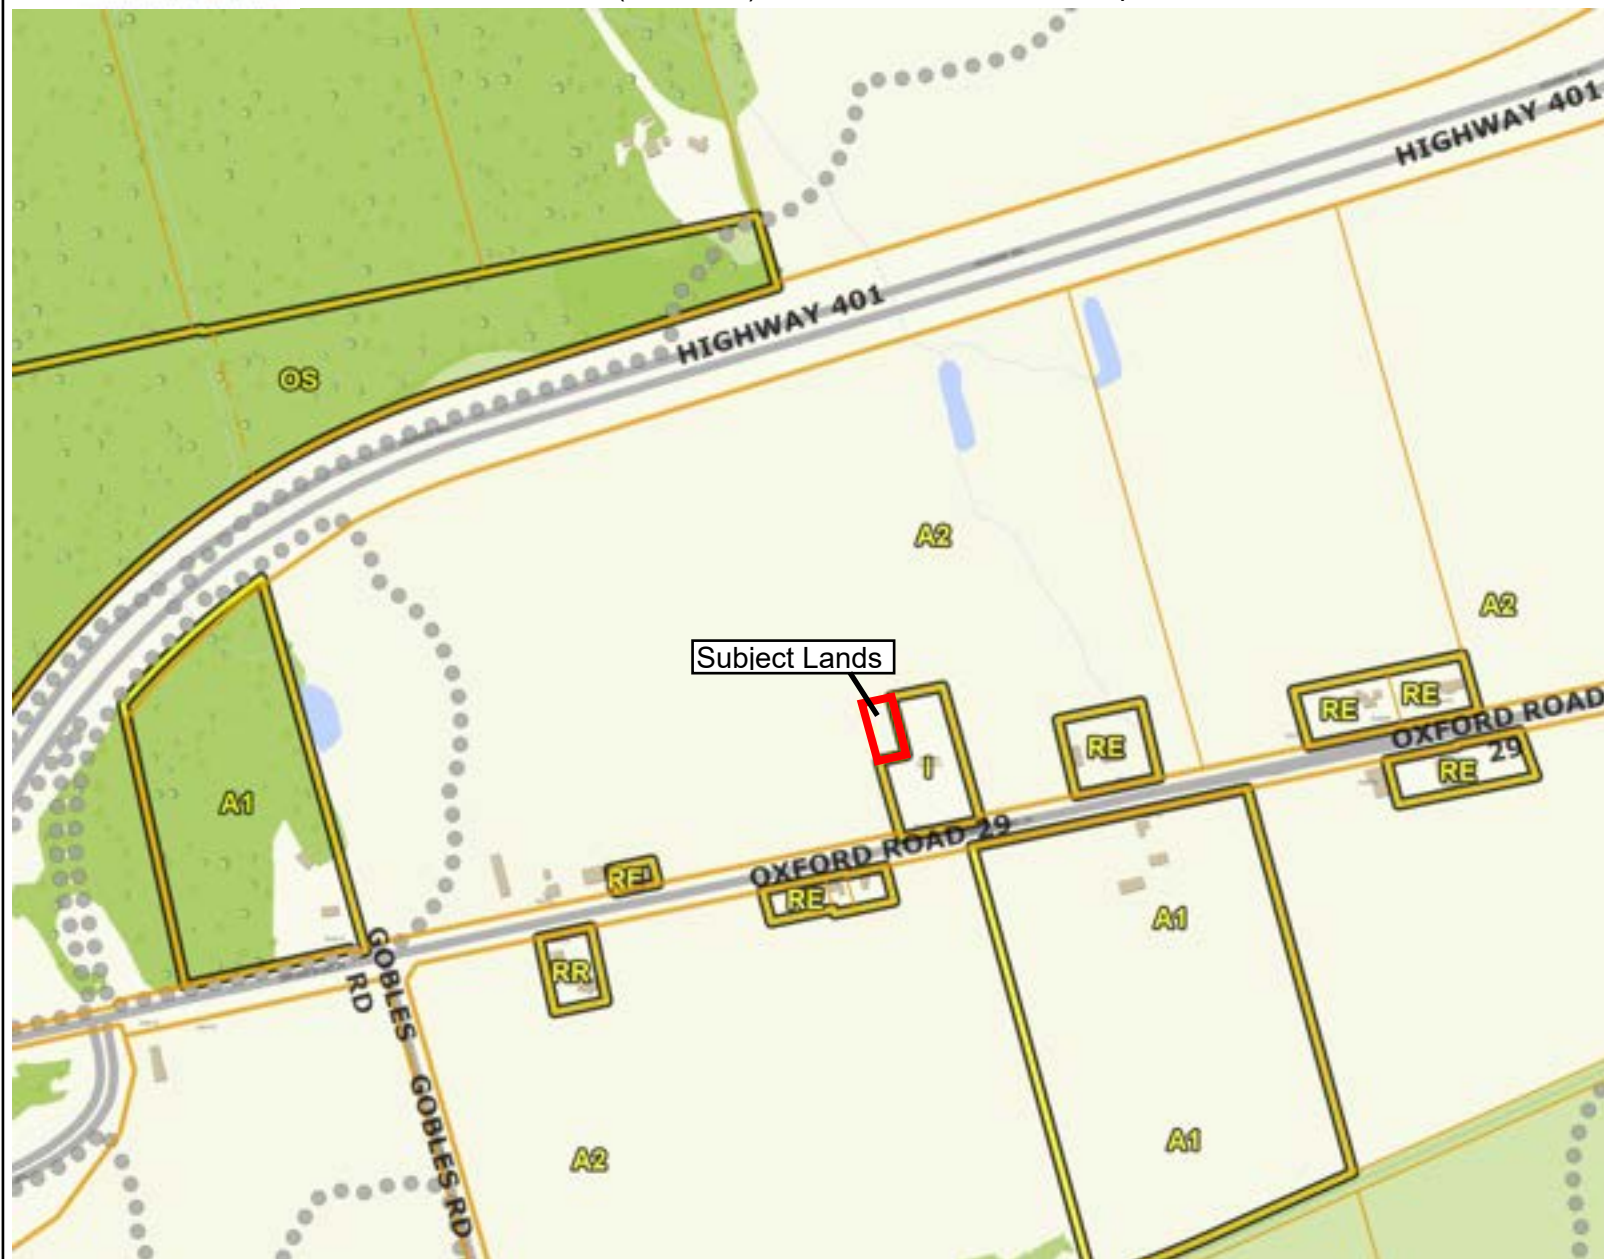 HIGHWAY 401
HIGHWAY 401
OS
A2
A2
Subject Lands
RE
RE
OXFORD ROAD
29
RE
RE
I
A1
OXFORD ROAD 29
RE
RE
A1
RR
GOBLES
RD
GOBLES RD
A1
A2